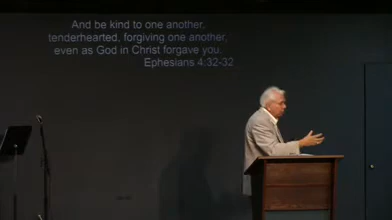 And be kind to one another,
tenderhearted, forgiving one another,
even as God in Christ forgave you.
Ephesians 4:32-32